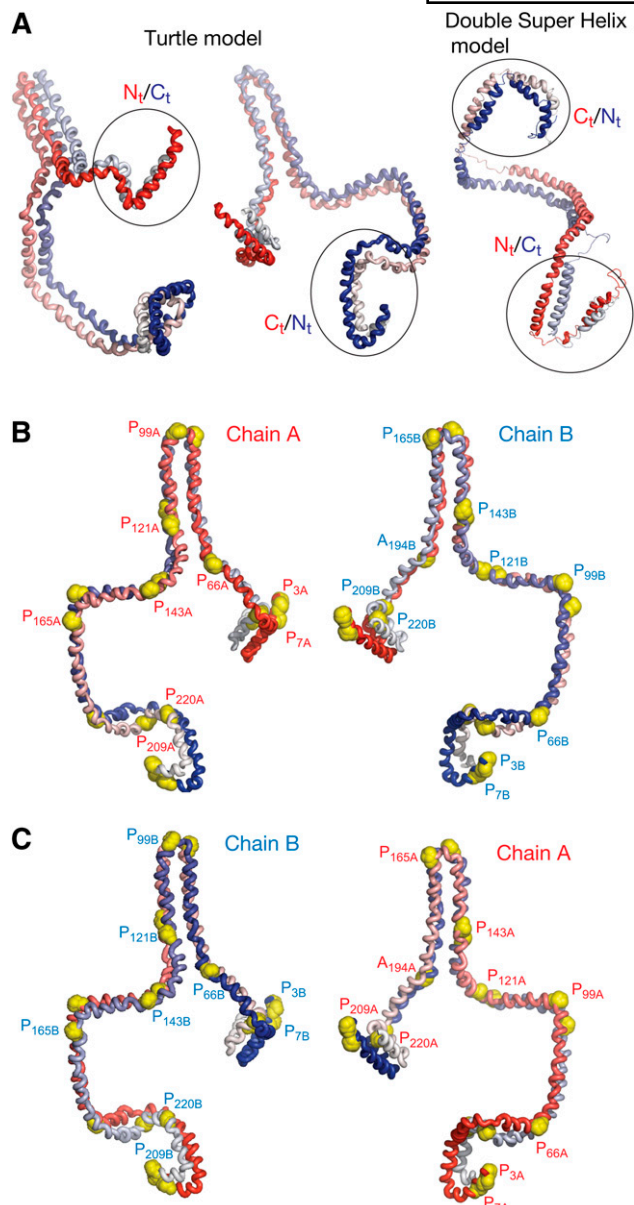 A
Turtle model
Double Super Helix
model
Nt/Ct
Ct/Nt
Ct/Nt
Nt/Ct
B
P99A
Chain A
P165B
Chain B
P121A
P143B
P66A
P3A
A194B
P121B
P99B
P165A
P143A
P7A
P209B
P220B
P220A
P209A
P66B
P3B
P7B
C
P99B
Chain B
P165A
Chain A
P121B
P143A
P66B
P3B
A194A
P121A
P99A
P165B
P143B
P7B
P209A
P220A
P220B
P209B
P66A
P3A
P7A